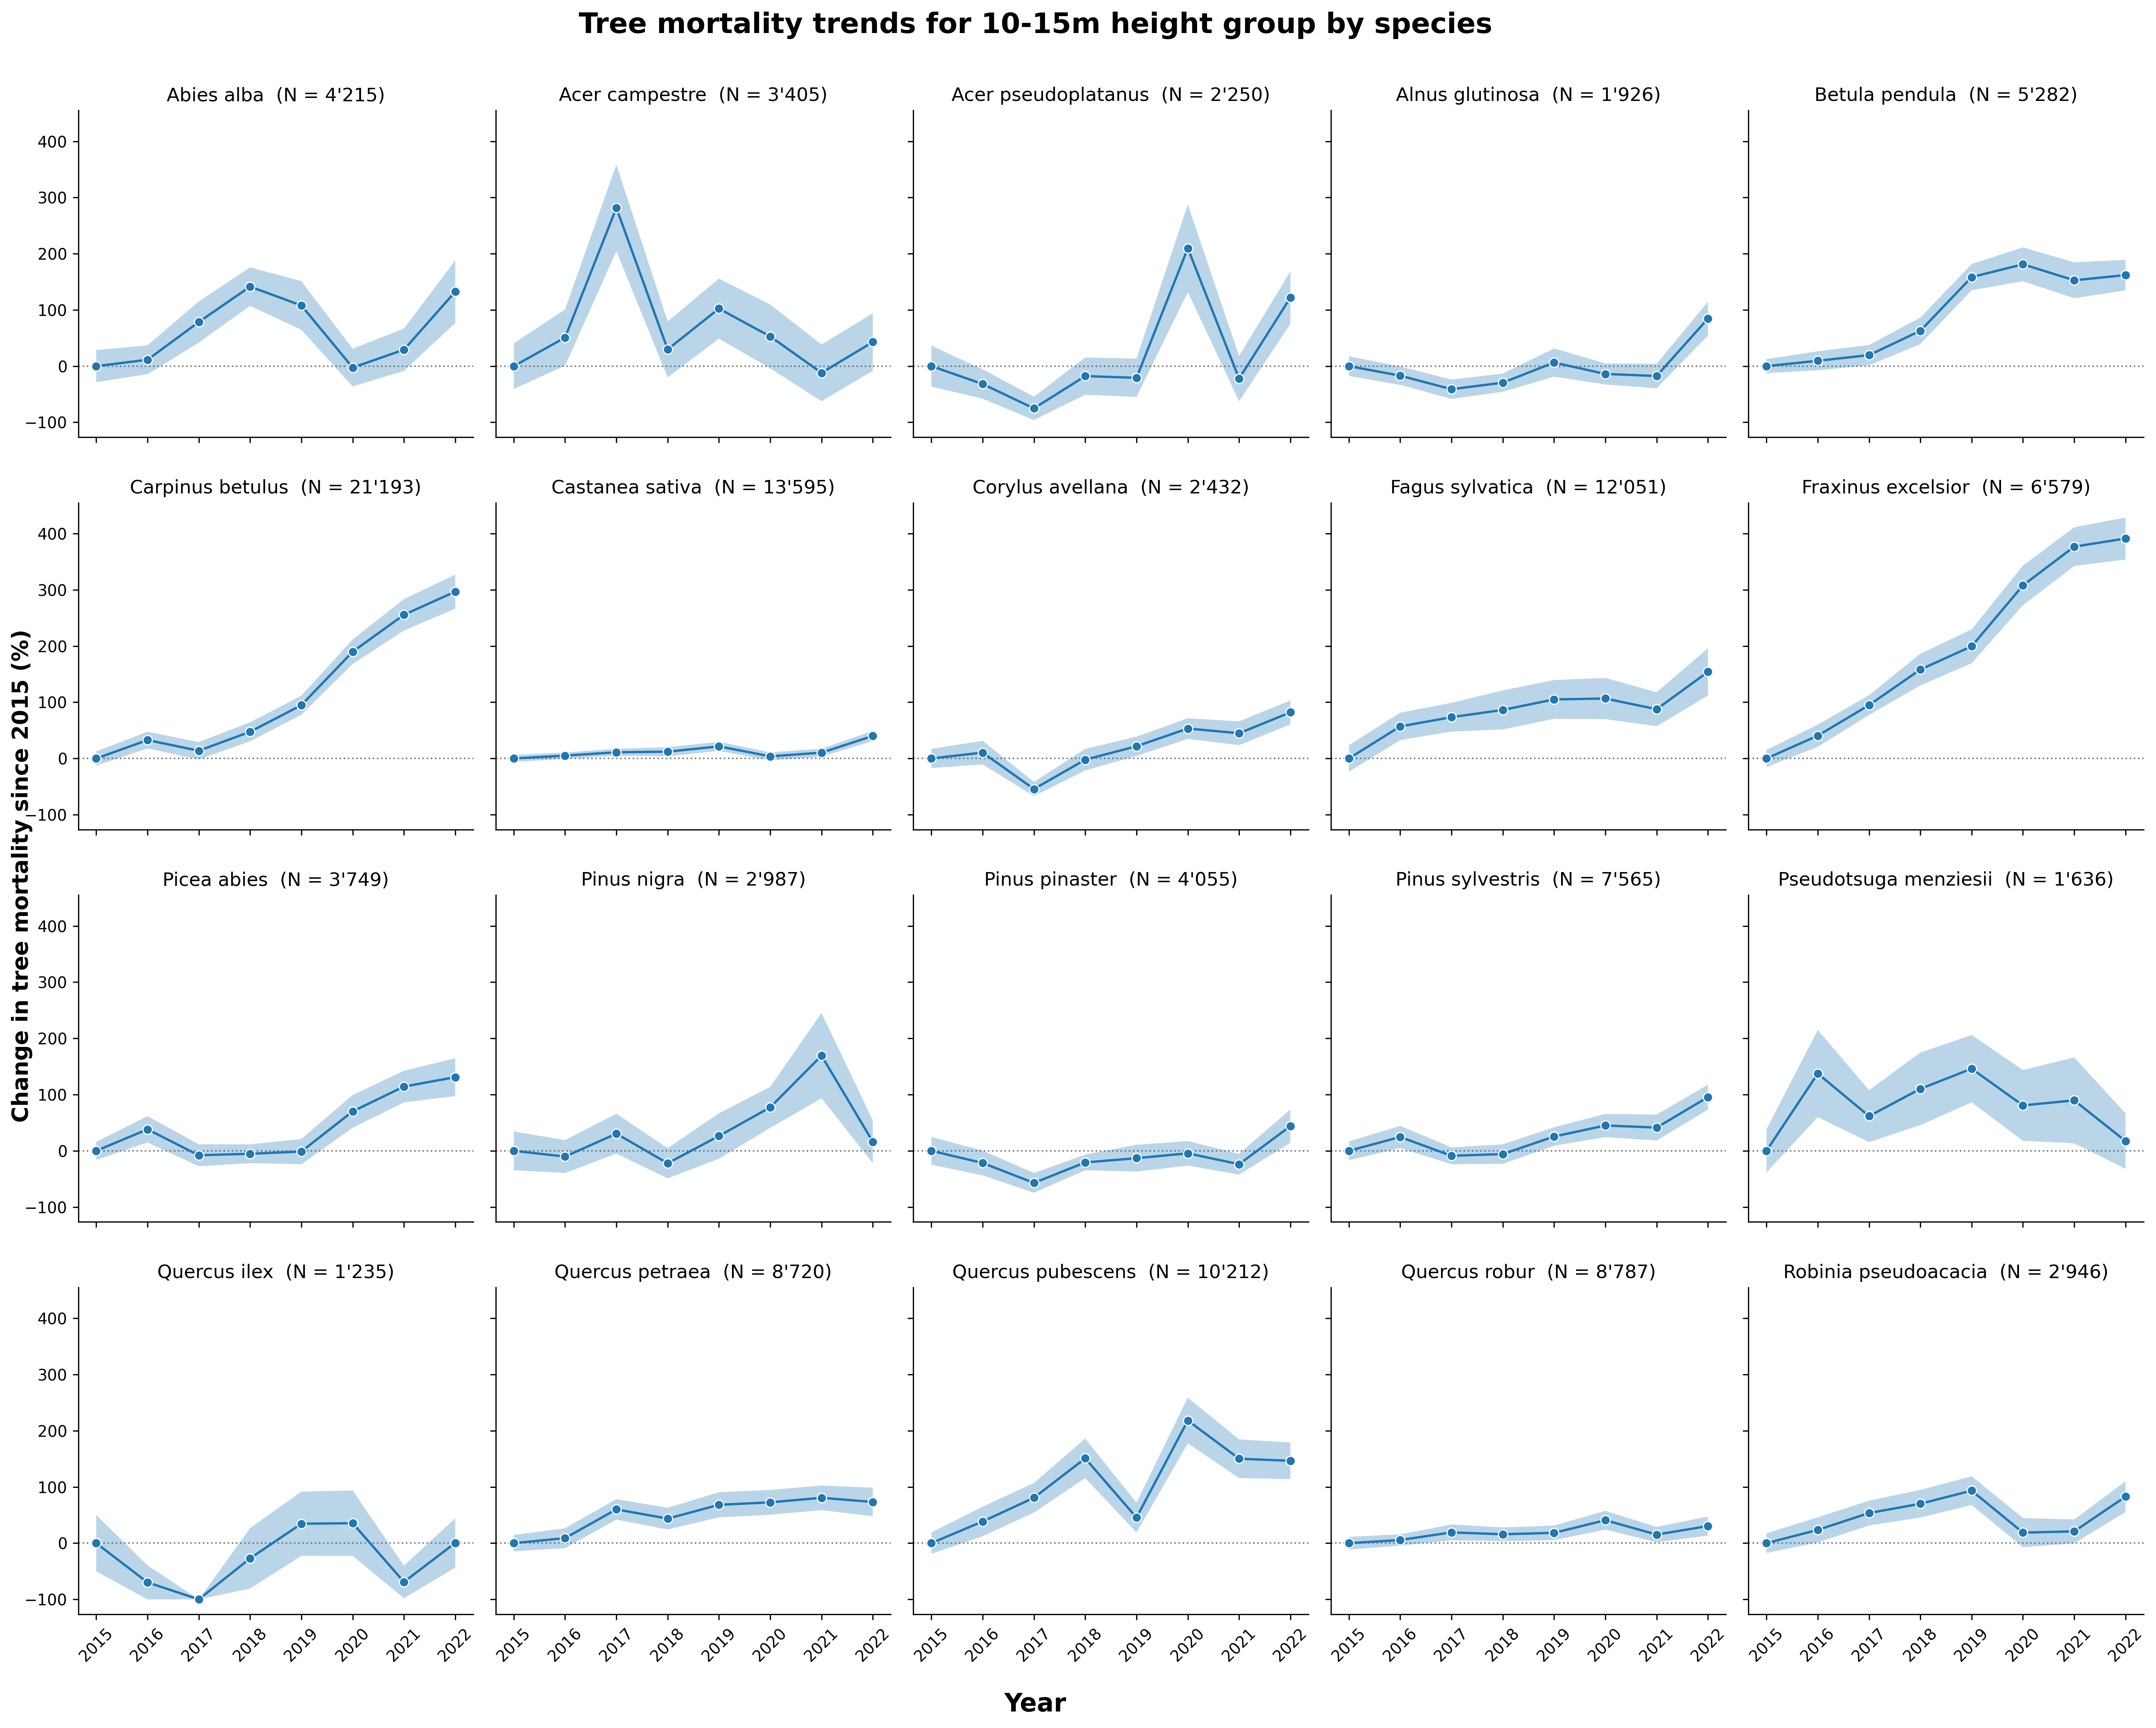 Tree mortality trends for 10-15m height group by species
Abies alba  (N = 4'215)
Acer campestre  (N = 3'405)
Acer pseudoplatanus  (N = 2'250)
Alnus glutinosa  (N = 1'926)
Betula pendula  (N = 5'282)
400
300
200
100
0
−100
Carpinus betulus  (N = 21'193)
Castanea sativa  (N = 13'595)
Corylus avellana  (N = 2'432)
Fagus sylvatica  (N = 12'051)
Fraxinus excelsior  (N = 6'579)
400
300
200
100
0
−100
Change in tree mortality since 2015 (%)
Picea abies  (N = 3'749)
Pinus nigra  (N = 2'987)
Pinus pinaster  (N = 4'055)
Pinus sylvestris  (N = 7'565)
Pseudotsuga menziesii  (N = 1'636)
400
300
200
100
0
−100
Quercus ilex  (N = 1'235)
Quercus petraea  (N = 8'720)
Quercus pubescens  (N = 10'212)
Quercus robur  (N = 8'787)
Robinia pseudoacacia  (N = 2'946)
400
300
200
100
0
−100
2015 2016 2017 2018 2019 2020 2021 2022
2015 2016 2017 2018 2019 2020 2021 2022
2015 2016 2017 2018 2019 2020 2021 2022
2015 2016 2017 2018 2019 2020 2021 2022
2015 2016 2017 2018 2019 2020 2021 2022
Year